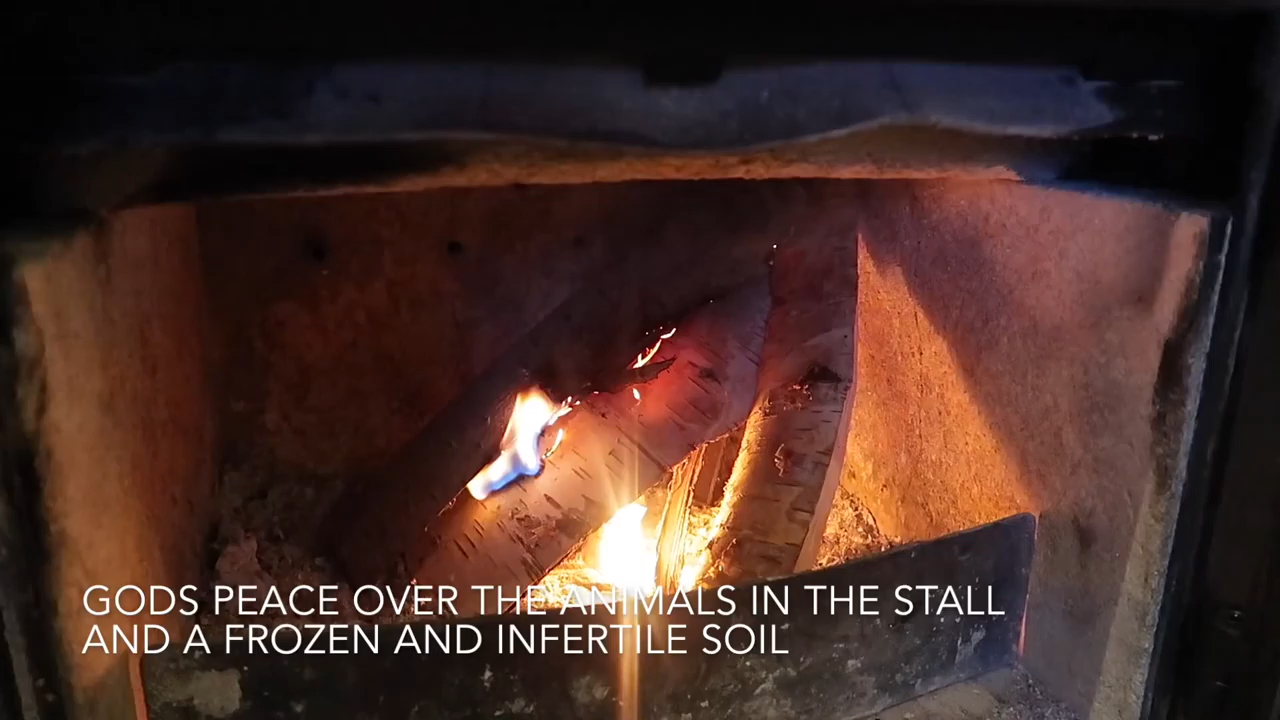 GODS PEACE OVER THE ANIMALS IN THE STALL
AND A FROZEN AND INFERTILE SOIL